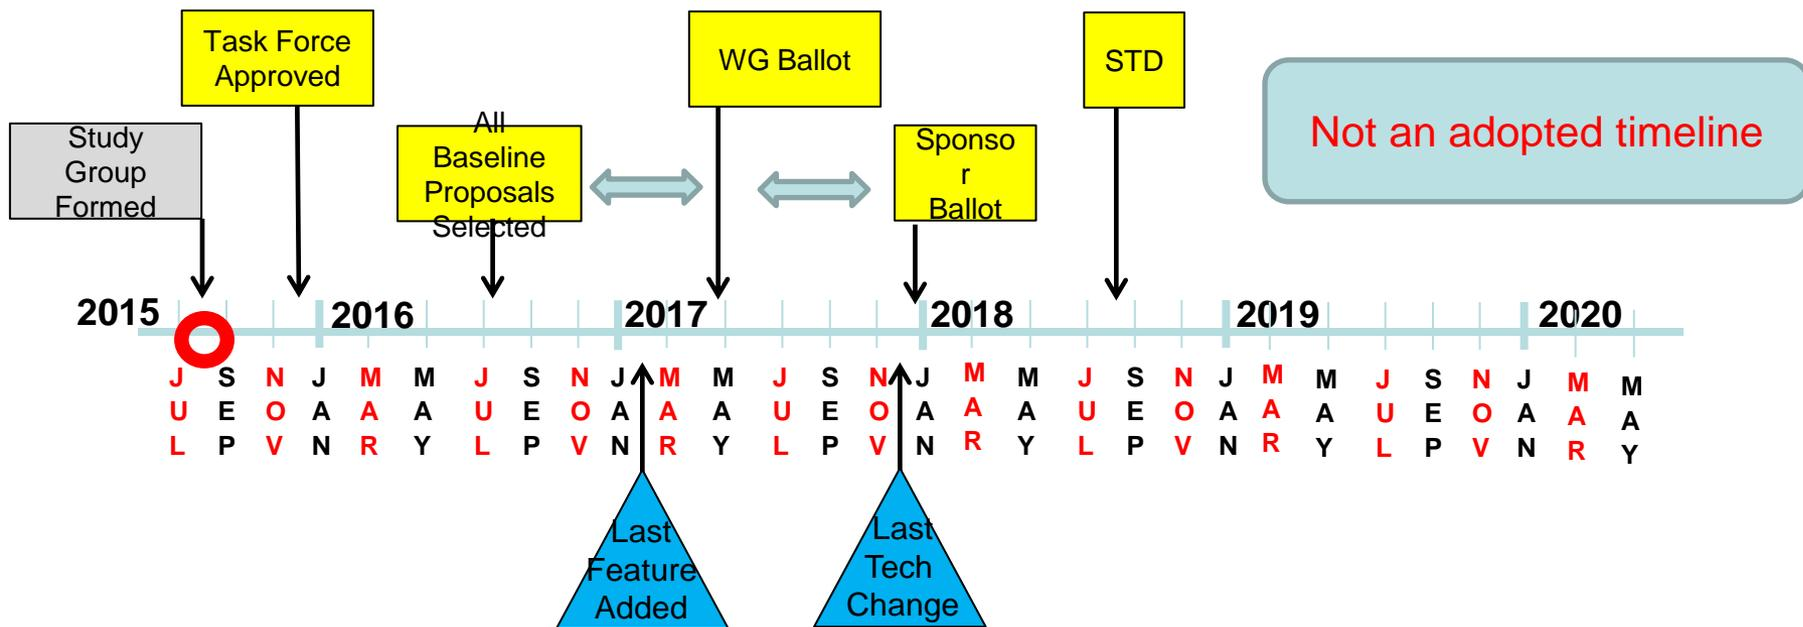 Task Force
Approved
WG Ballot
STD
Not an adopted timeline
Study
Group
Formed
All
Baseline
Proposals
Selected
Sponso
r
Ballot
2015
2016
2017
2018
2019
2020
JUL
SEP
NOV
JAN
MAR
MAY
JUL
SEP
NOV
JAN
MAR
MAY
JUL
SEP
NOV
JAN
MAR
MAY
JUL
SEP
NOV
JAN
MAR
MAY
JUL
SEP
NOV
JAN
MAR
MAY
Last
Feature
Added
Last
Tech
Change